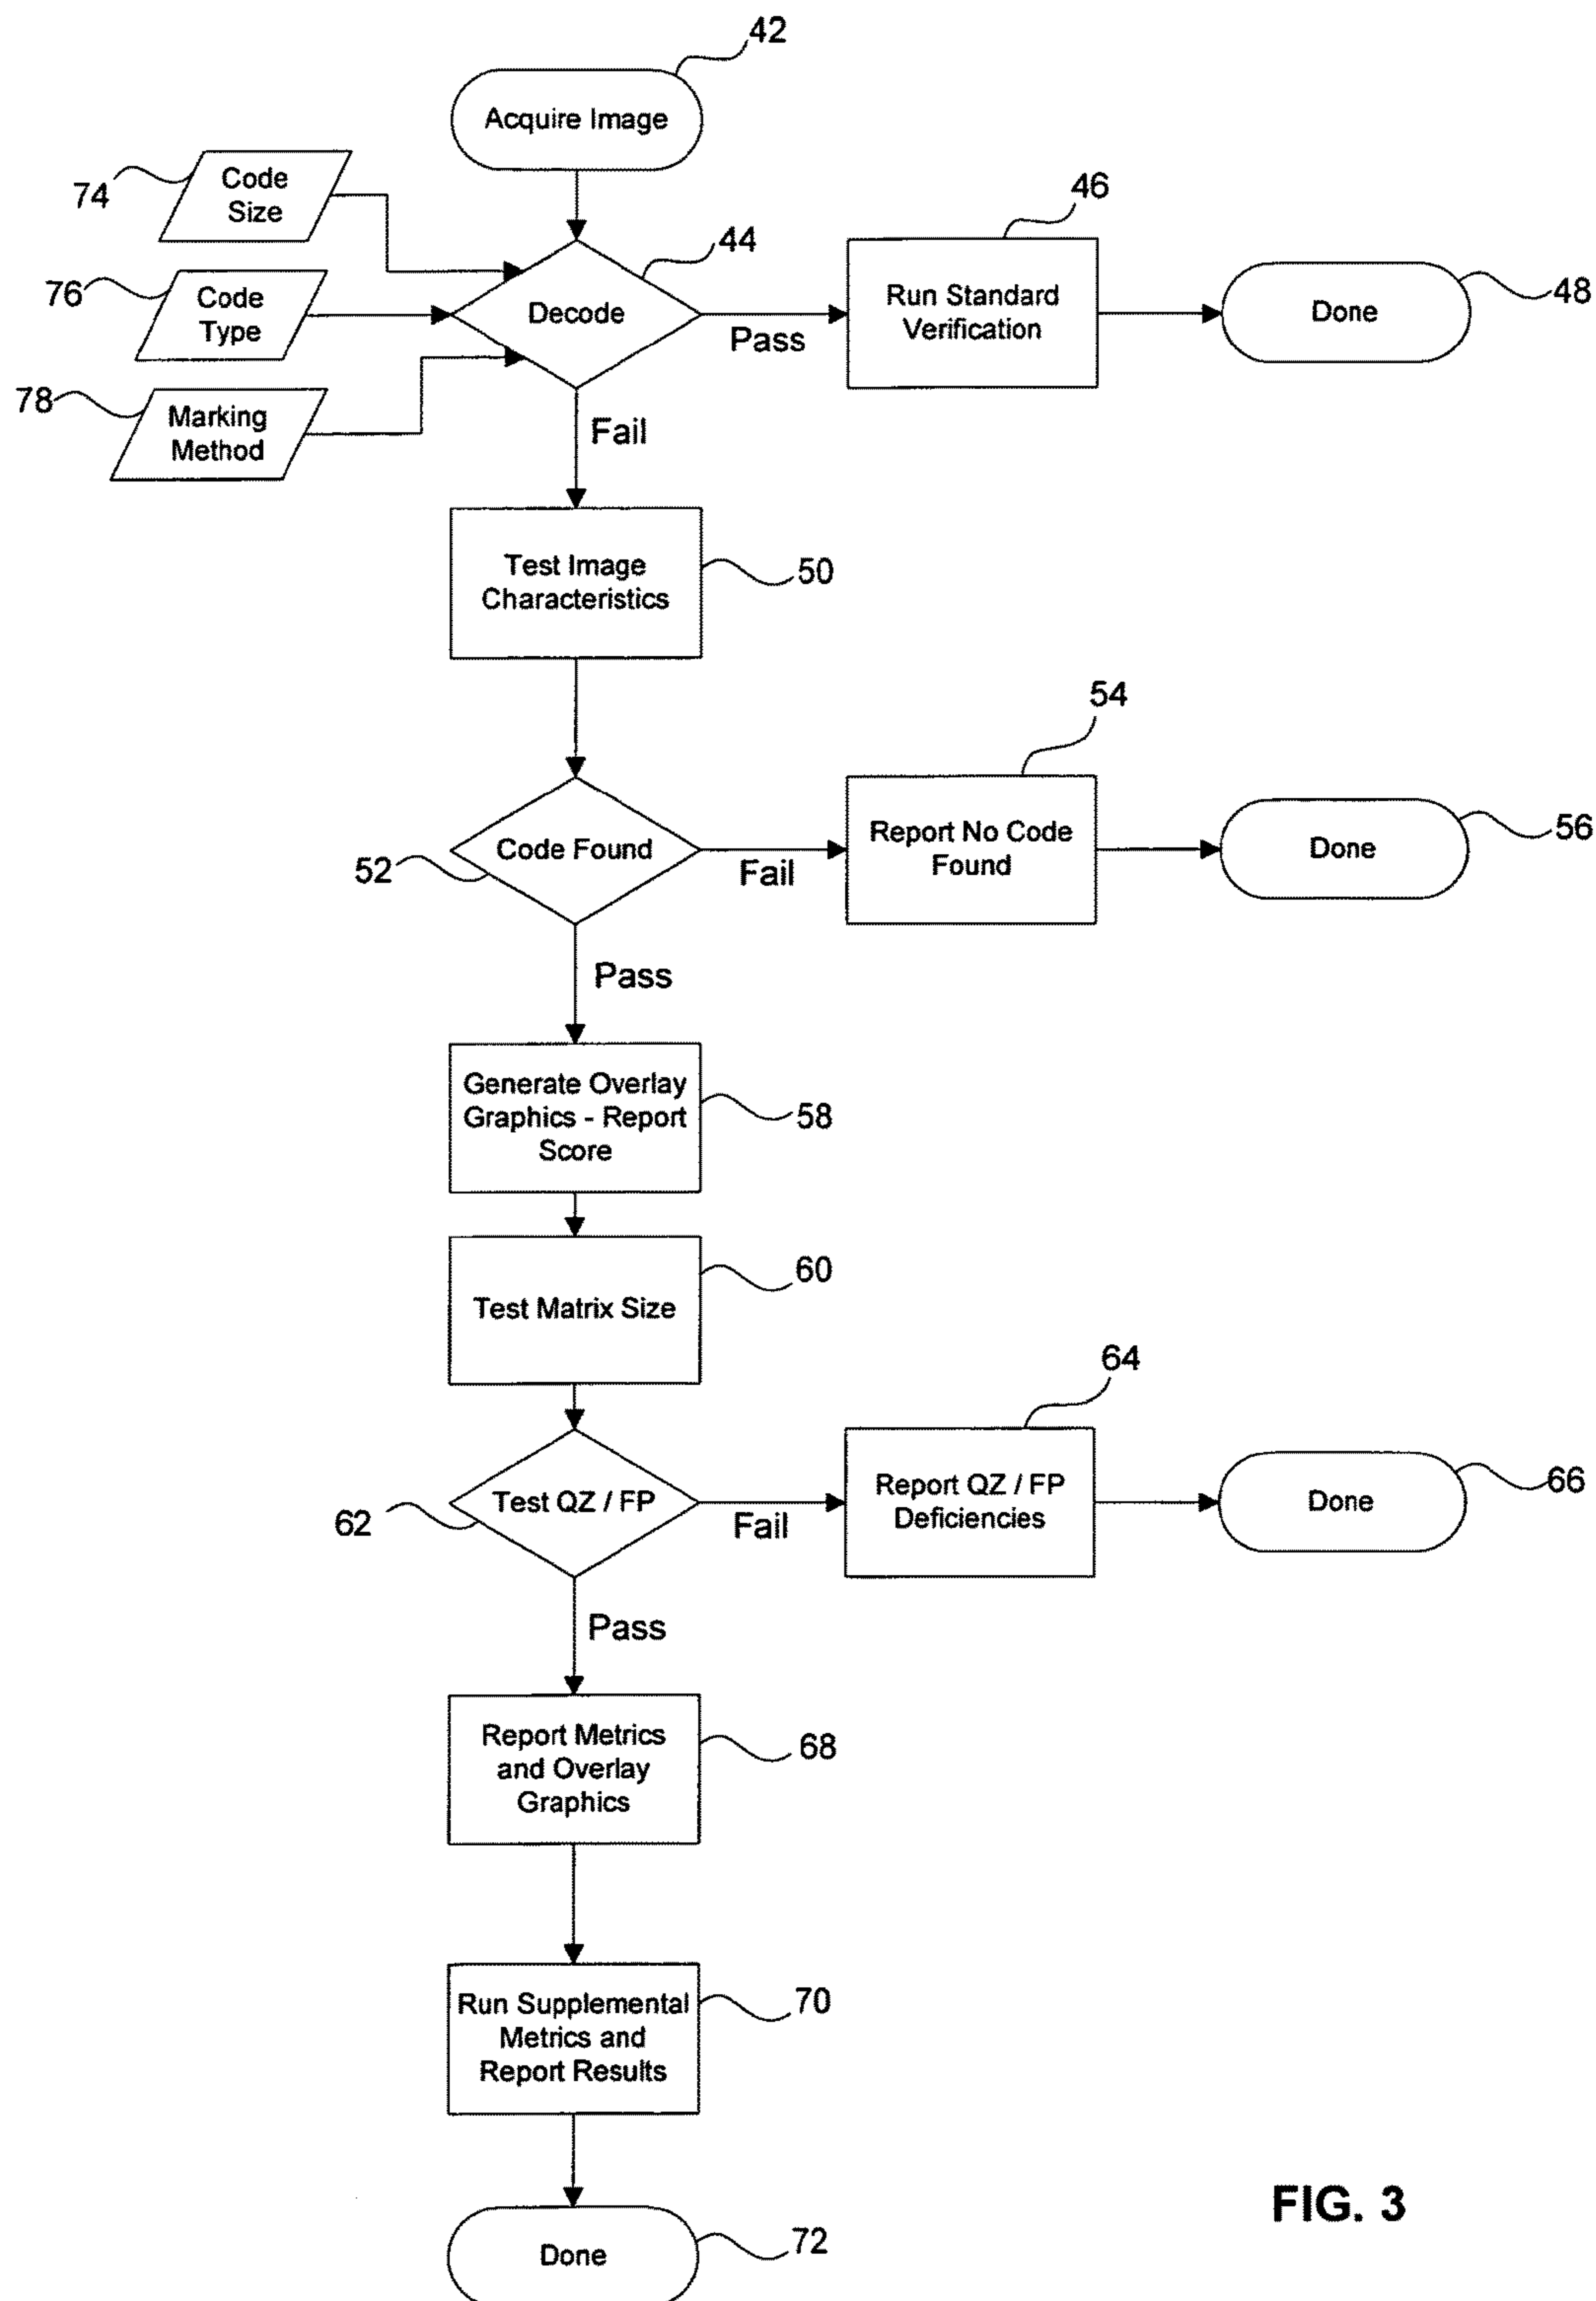 42
Acquire Image
74
Code
Size
46
44
76
Code
Type
Decode
Pass
Run Standard
Verification
Done
48
78
Marking
Method
Fail
Test Image
Characteristics
50
54
52
Code Found
Fail
Report No Code
Found
Done
56
Pass
Generate Overlay
Graphics - Report
Score
58
60
Test Matrix Size
64
62
Test QZ / FP
Fail
Report QZ / FP
Deficiencies
Done
66
Pass
Report Metrics
and Overlay
Graphics
68
Run Supplemental
Metrics and
Report Results
70
Done
72
FIG. 3